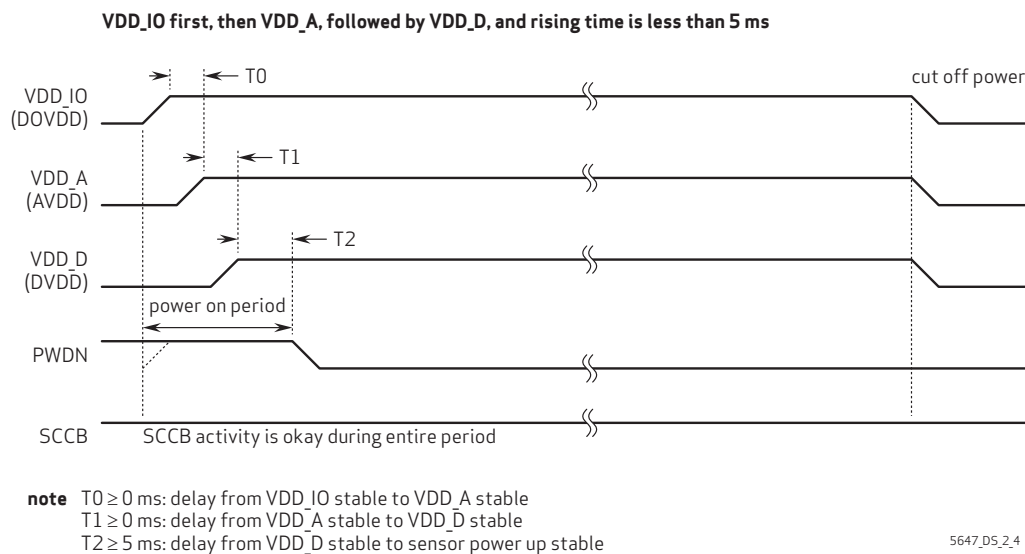 VDD_IO first, then VDD_A, followed by VDD_D, and rising time is less than 5 ms
T0
cut off power
VDD_IO
(DOVDD)
T1
VDD_A
(AVDD)
T2
VDD_D
(DVDD)
power on period
PWDN
SCCB
SCCB activity is okay during entire period
note T0 ≥ 0 ms: delay from VDD_IO stable to VDD_A stable
T1 ≥ 0 ms: delay from VDD_A stable to VDD_D stable
T2 ≥ 5 ms: delay from VDD_D stable to sensor power up stable
5647_DS_2_4